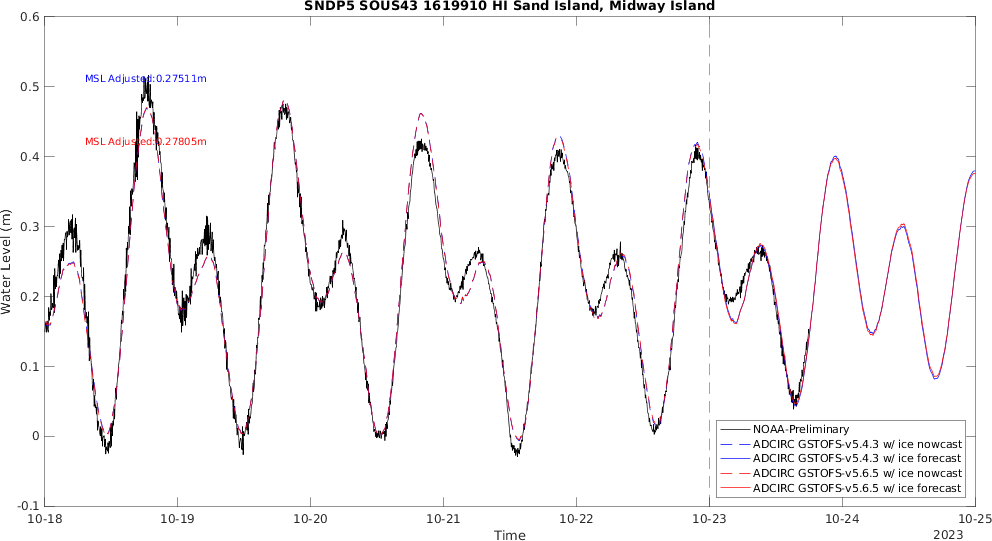 SNDP5 SOUS43 1619910 HI Sand Island, Midway Island
0.6
0.5
0.4
0.3
0.2
0.1
0
-0.1
Water Level (m)
MSL Adjusted:0.27511m
MSL Adjusted:0.27805m
NOAA-Preliminary
ADCIRC GSTOFS-v5.4.3 w/ ice nowcast
ADCIRC GSTOFS-v5.4.3 w/ ice forecast
ADCIRC GSTOFS-v5.6.5 w/ ice nowcast
ADCIRC GSTOFS-v5.6.5 w/ ice forecast
10-18 10-19 10-20 10-21 10-22 10-23 10-24 10-25
Time
2023